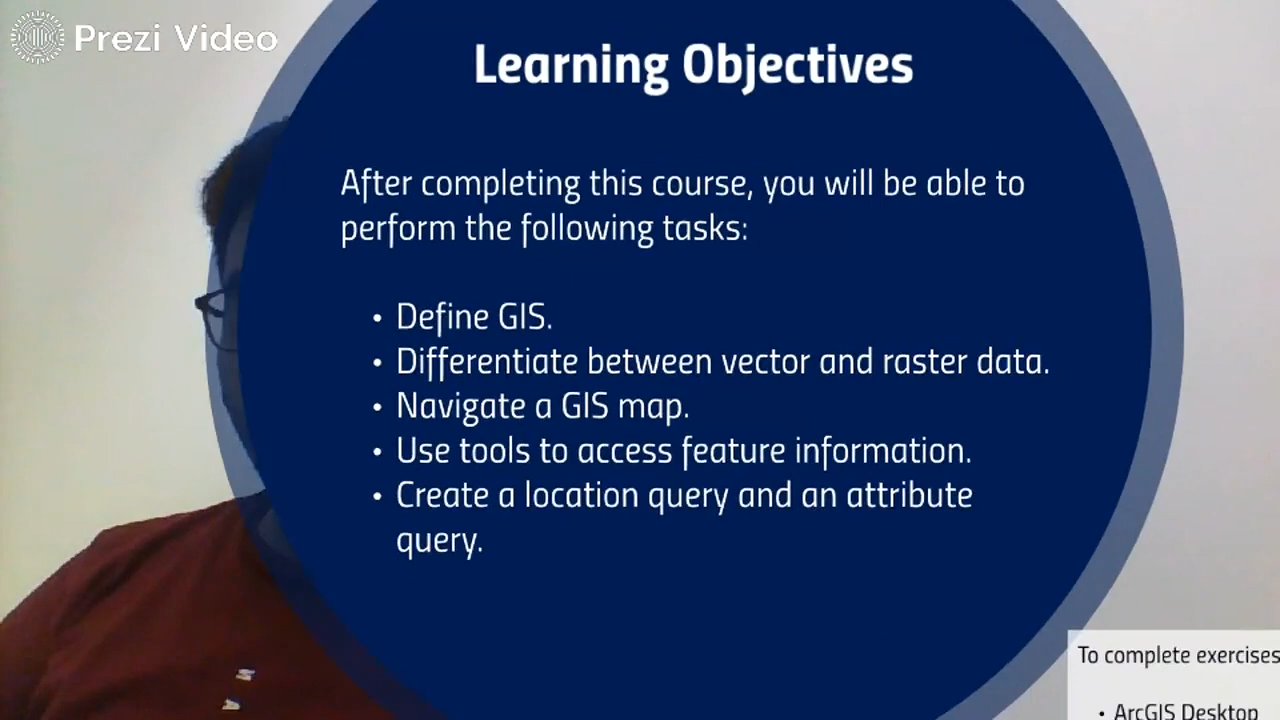 Prezi Video
Learning Objectives
After completing this course, you will be able to
perform the following tasks:
• Define GIS.
• Differentiate between vector and raster data.
• Navigate a GIS map.
• Use tools to access feature information.
• Create a location query and an attribute
query.
To complete exercises
• ArcGIS Desktop